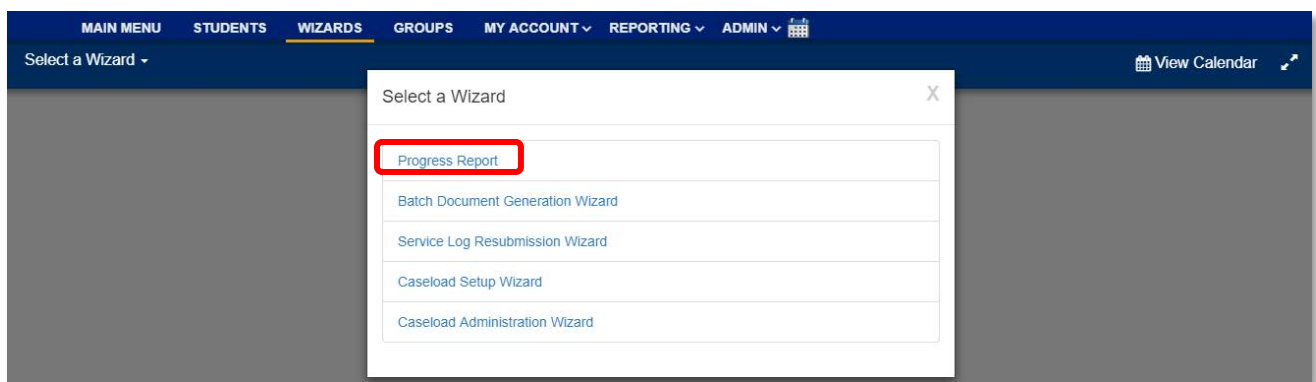 MAIN MENU STUDENTS WIZARDS GROUPS MY ACCOUNT REPORTING ADMIN
Select a Wizard View Calendar
Select a Wizard X
Progress Report
Batch Document Generation Wizard
Service Log Resubmission Wizard
Caseload Setup Wizard
Caseload Administration Wizard